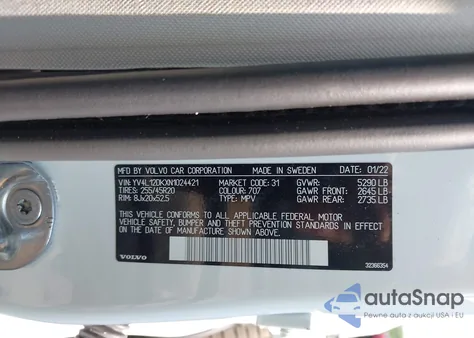 MFD. BY VOLVO CAR CORPORATION MADE IN SWEDEN DATE: 01/22
VIN: YV4L12DKXN1024421 MARKET CODE: 31 GVWR: 5290 LB
TIRES: 255/45R20 COLOUR: 707 GAWR FRONT: 2645 LB
RIM: 8Jx20x52.5 TYPE: MPV GAWR REAR: 2735 LB
THIS VEHICLE CONFORMS TO ALL APPLICABLE FEDERAL MOTOR
VEHICLE SAFETY, BUMPER AND THEFT PREVENTION STANDARDS IN EFFECT
ON THE DATE OF MANUFACTURE SHOWN ABOVE.
VOLVO 32366354
autoSnap
Pewne auta z aukcji USA i EU